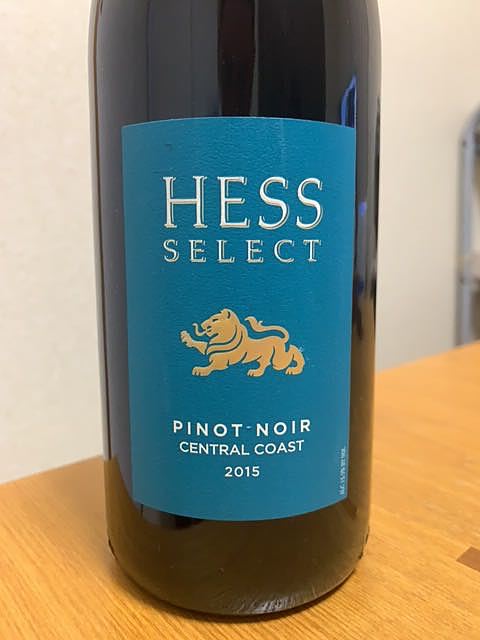 HESS
SELECT
PINOT NOIR
CENTRAL COAST
2015